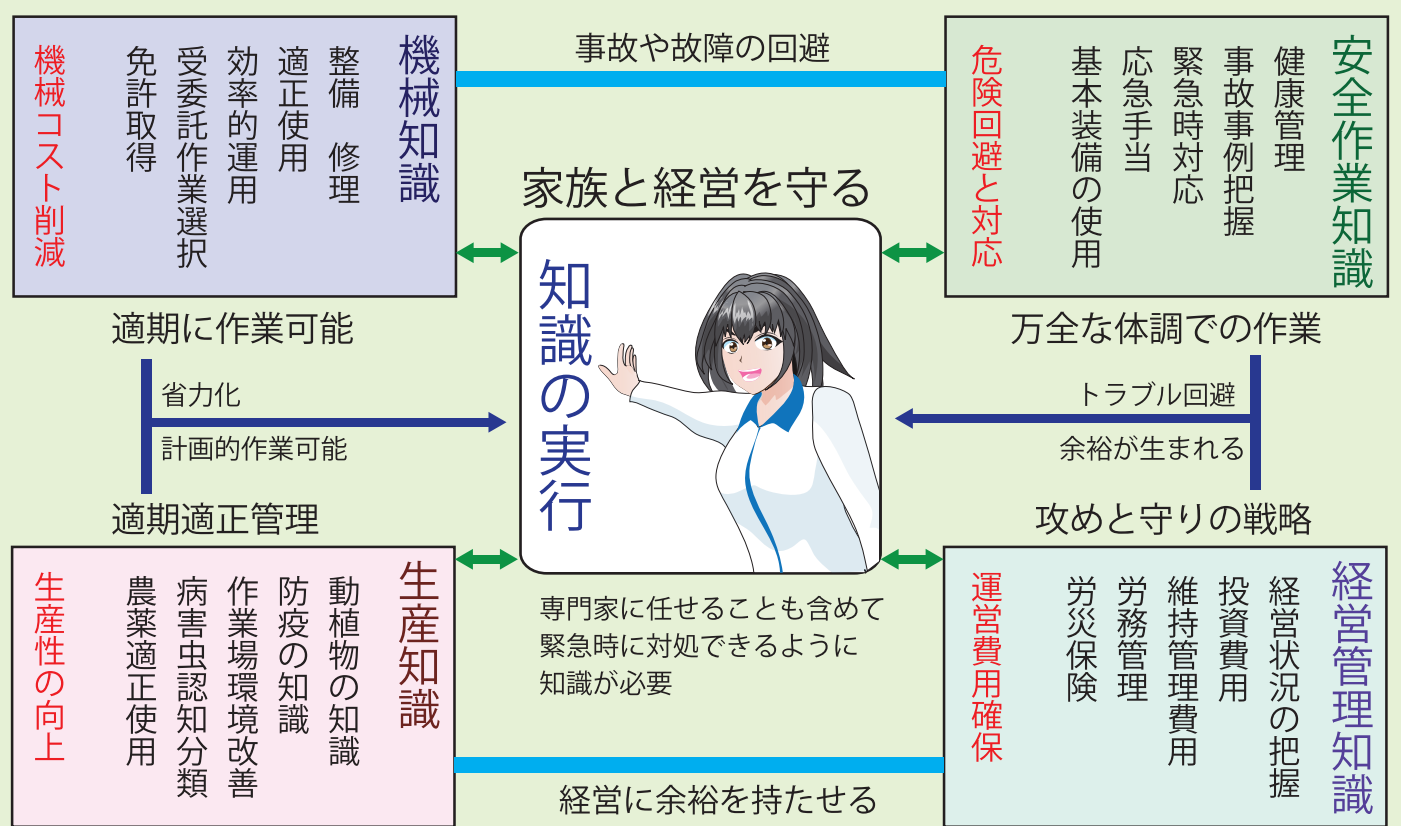 機械知識
整備　修理
適正使用
効率的運用
受委託作業選択
免許取得
機械コスト削減
事故や故障の回避
安全作業知識
健康管理
事故事例把握
緊急時対応
応急手当
基本装備の使用
危険回避と対応
家族と経営を守る
知識の実行
適期に作業可能
省力化
計画的作業可能
適期適正管理
万全な体調での作業
トラブル回避
余裕が生まれる
攻めと守りの戦略
生産知識
動植物の知識
防疫の知識
作業場環境改善
病害虫認知分類
農薬適正使用
生産性の向上
専門家に任せることも含めて
緊急時に対処できるように
知識が必要
経営に余裕を持たせる
経営管理知識
経営状況の把握
投資費用
維持管理費用
労務管理
労災保険
運営費用確保